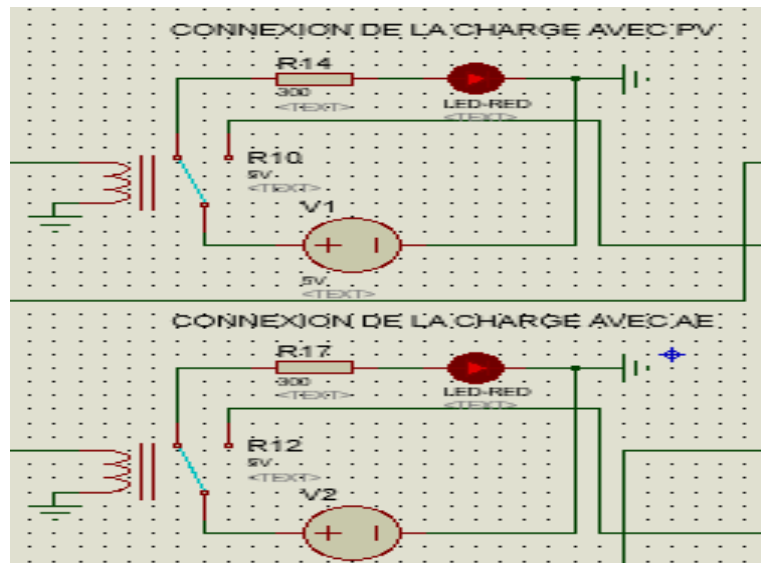 CONNEXION DE LA CHARGE AVEC PV
R14
300
<TEXT>
LED-RED
<TEXT>
R10
5V
<TEXT>
V1
5V
<TEXT>
CONNEXION DE LA CHARGE AVEC AE
R17
300
<TEXT>
LED-RED
<TEXT>
R12
5V
<TEXT>
V2